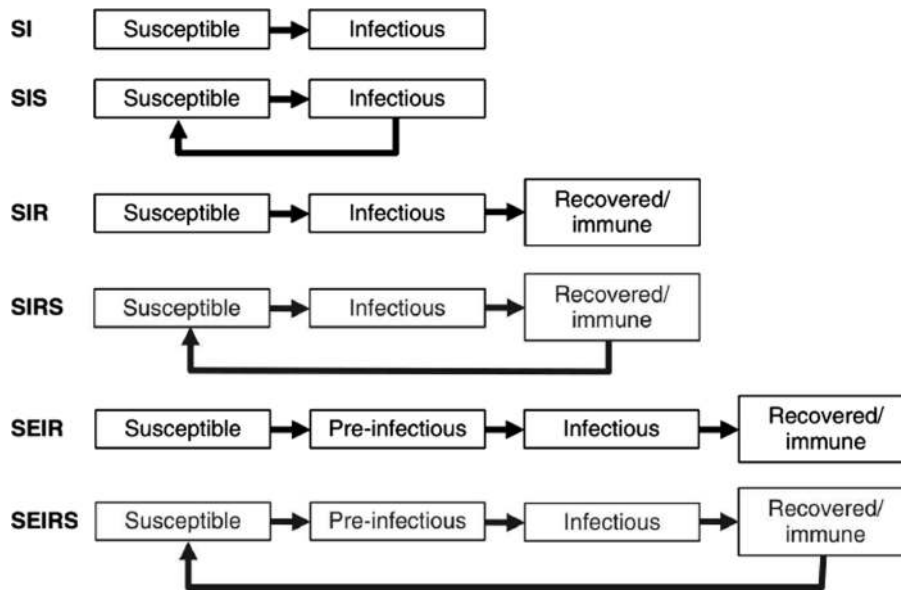 SI Susceptible Infectious
SIS Susceptible Infectious
SIR Susceptible Infectious Recovered/
immune
SIRS Susceptible Infectious Recovered/
immune
SEIR Susceptible Pre-infectious Infectious Recovered/
immune
SEIRS Susceptible Pre-infectious Infectious Recovered/
immune